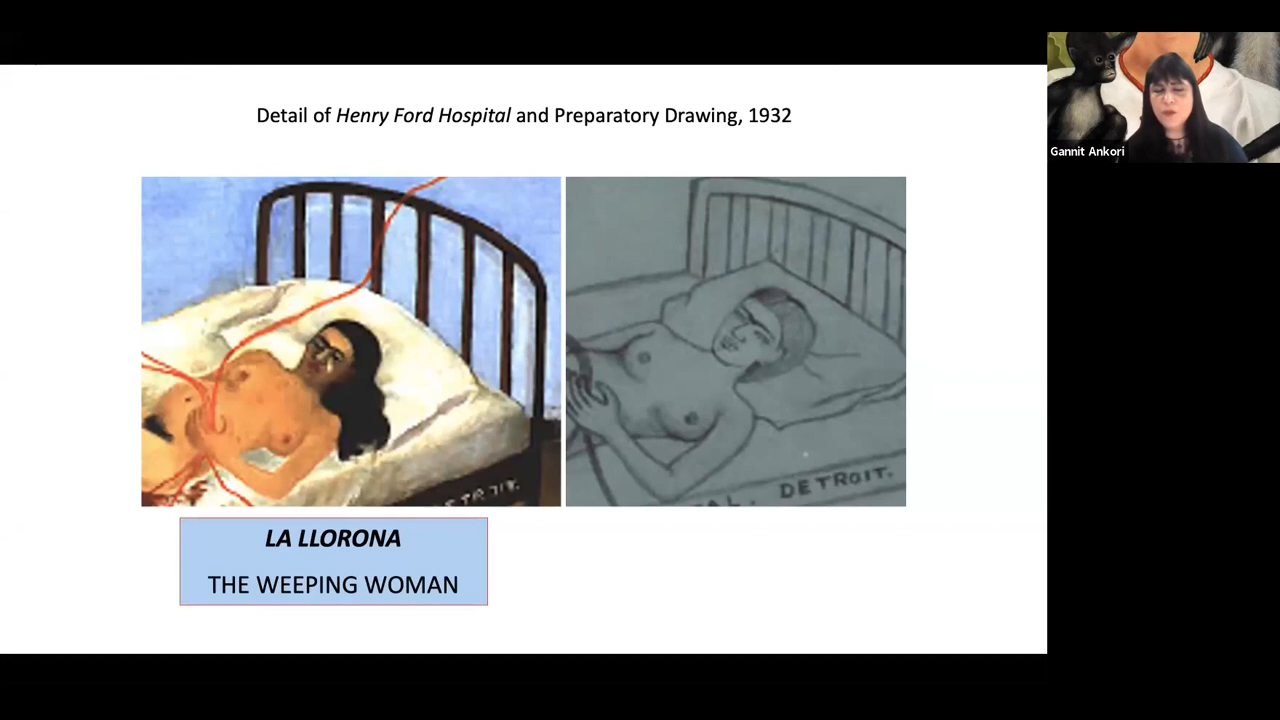 Detail of Henry Ford Hospital and Preparatory Drawing, 1932
Gannit Ankori
DETROIT.
LA LLORONA
THE WEEPING WOMAN